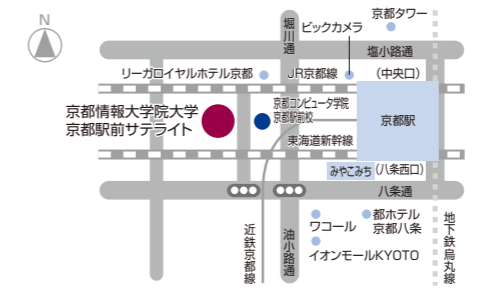 N
京都タワー
堀川通
ビックカメラ
塩小路通
リーガロイヤルホテル京都
JR京都線
(中央口)
京都情報大学院大学
京都駅前サテライト
京都コンピュータ学院
京都駅前校
京都駅
東海道新幹線
みやこみち
(八条西口)
八条通
近鉄京都線
油小路通
ワコール
都ホテル
京都八条
イオンモールKYOTO
地下鉄烏丸線